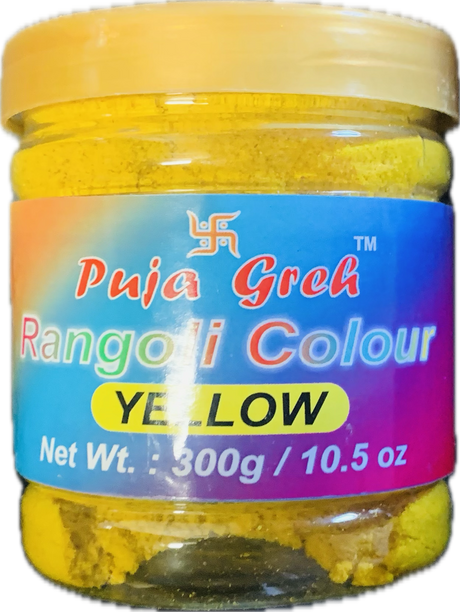 Puja Greh TM
Rangoli Colour
YELLOW
Net Wt. : 300g / 10.5 oz